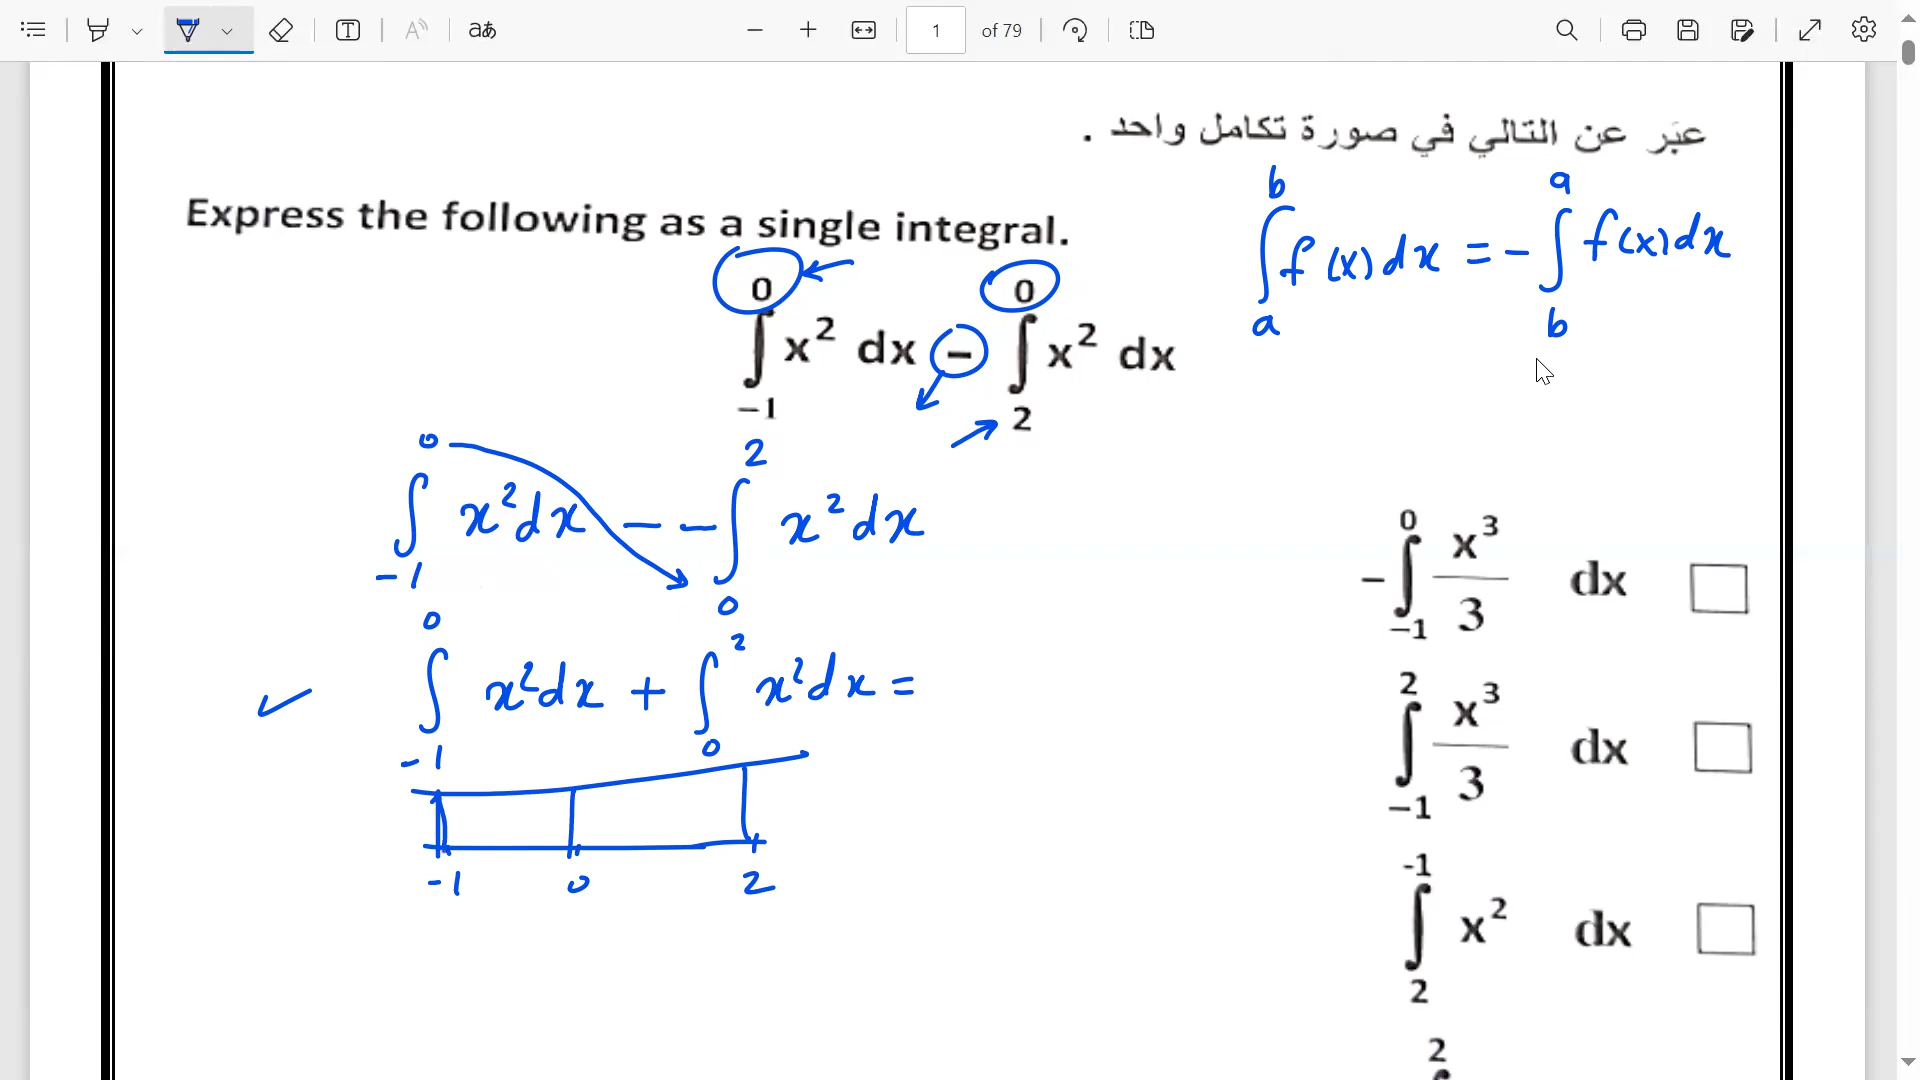 1 of 79
عبَر عن التالي في صورة تكامل واحد .
Express the following as a single integral.
∫_{-1}^{0} x² dx − ∫_{2}^{0} x² dx
∫_{a}^{b} f(x)dx = −∫_{b}^{a} f(x)dx
∫_{-1}^{0} x²dx − −∫_{0}^{2} x²dx
∫_{-1}^{0} x²dx + ∫_{0}^{2} x²dx =
-1 0 2
−∫_{-1}^{0} x³/3 dx
∫_{-1}^{2} x³/3 dx
∫_{2}^{-1} x² dx
2